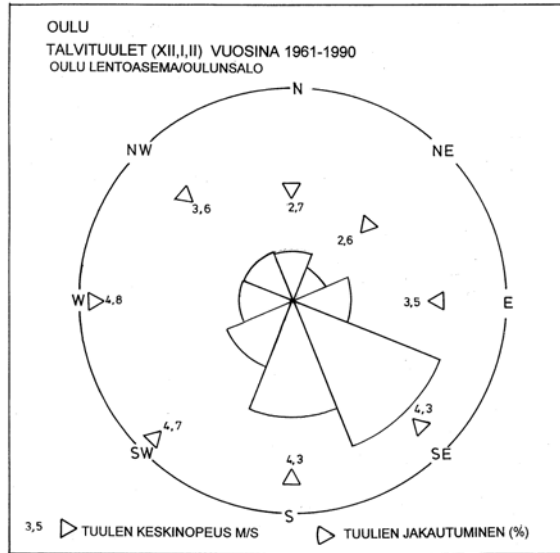 OULU
TALVITUULET (XII,I,II) VUOSINA 1961-1990
OULU LENTOASEMA/OULUNSALO
N
NW
NE
3,6
2,7
2,6
W
4,8
3,5
E
4,7
4,3
4,3
SW
SE
S
3,5 TUULEN KESKINOPEUS M/S
TUULIEN JAKAUTUMINEN (%)